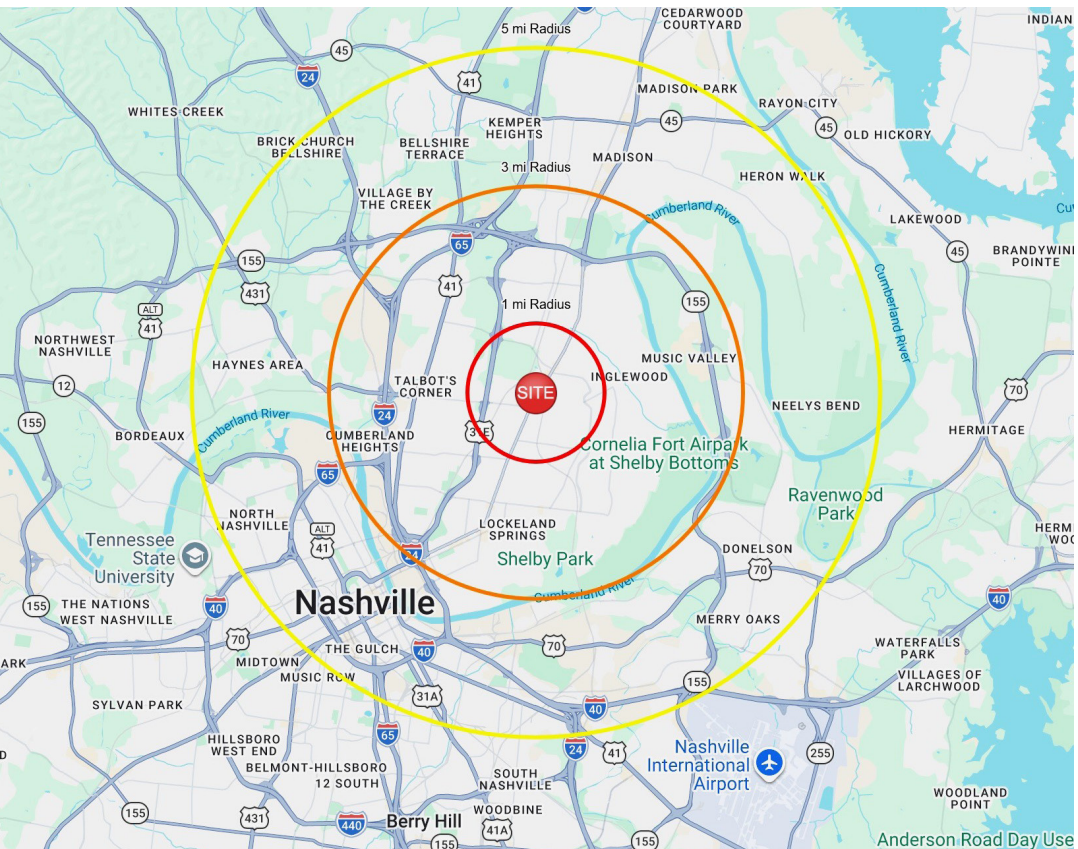 CEDARWOOD
COURTYARD
INDIAN
5 mi Radius
45
24
41
MADISON PARK
RAYON CITY
WHITES CREEK
KEMPER
HEIGHTS
45
45
OLD HICKORY
BRICK CHURCH
BELLSHIRE
BELLSHIRE
TERRACE
MADISON
3 mi Radius
HERON WALK
VILLAGE BY
THE CREEK
Cumberland River
LAKEWOOD
Cu
65
45
BRANDYWINE
POINTE
155
41
431
155
Cumberland River
1 mi Radius
ALT
41
NORTHWEST
NASHVILLE
HAYNES AREA
MUSIC VALLEY
INGLEWOOD
12
TALBOT'S
CORNER
SITE
70
24
NEELYS BEND
155
Cumberland River
BORDEAUX
CUMBERLAND
HEIGHTS
31E
HERMITAGE
Cornelia Fort Airpark
at Shelby Bottoms
65
Ravenwood
Park
NORTH
NASHVILLE
ALT
41
LOCKELAND
SPRINGS
HERMI
WOO
Tennessee
State
University
24
Shelby Park
DONELSON
70
Cumberland River
155
THE NATIONS
WEST NASHVILLE
40
Nashville
40
MERRY OAKS
70
THE GULCH
40
70
WATERFALLS
PARK
ARK
MIDTOWN
MUSIC ROW
155
VILLAGES OF
LARCHWOOD
31A
SYLVAN PARK
40
65
HILLSBORO
WEST END
24
41
Nashville
International
Airport
255
D
BELMONT-HILLSBORO
12 SOUTH
SOUTH
NASHVILLE
WOODLAND
POINT
155
431
440
Berry Hill
WOODBINE
41A
155
155
Anderson Road Day Use